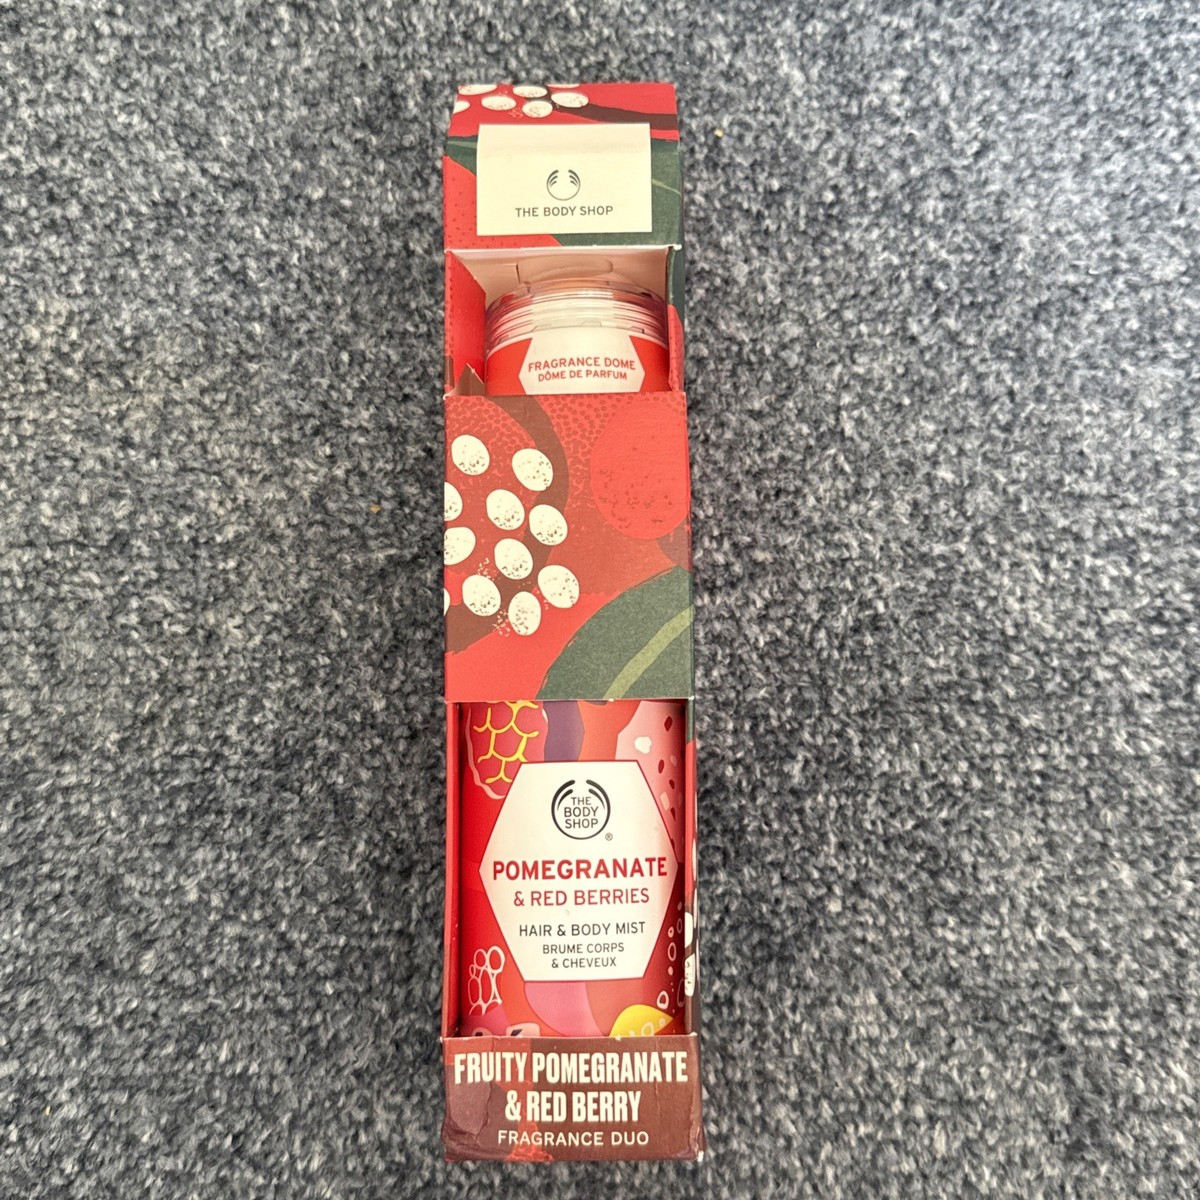 THE BODY SHOP
FRAGRANCE DOME
DÔME DE PARFUM
THE
BODY
SHOP
®
POMEGRANATE
& RED BERRIES
HAIR & BODY MIST
BRUME CORPS
& CHEVEUX
FRUITY POMEGRANATE
& RED BERRY
FRAGRANCE DUO